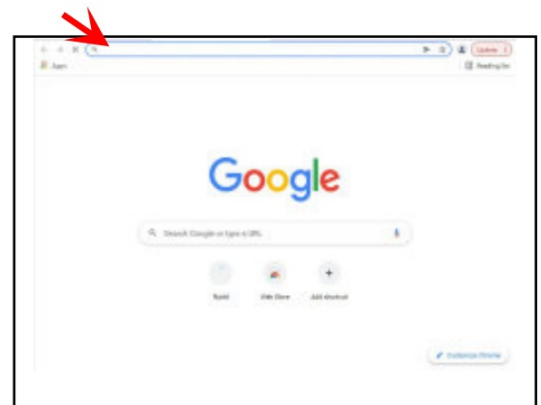 Update
Apps
Reading list
Google
Search Google or type a URL
Web Store
Add shortcut
Customize Chrome